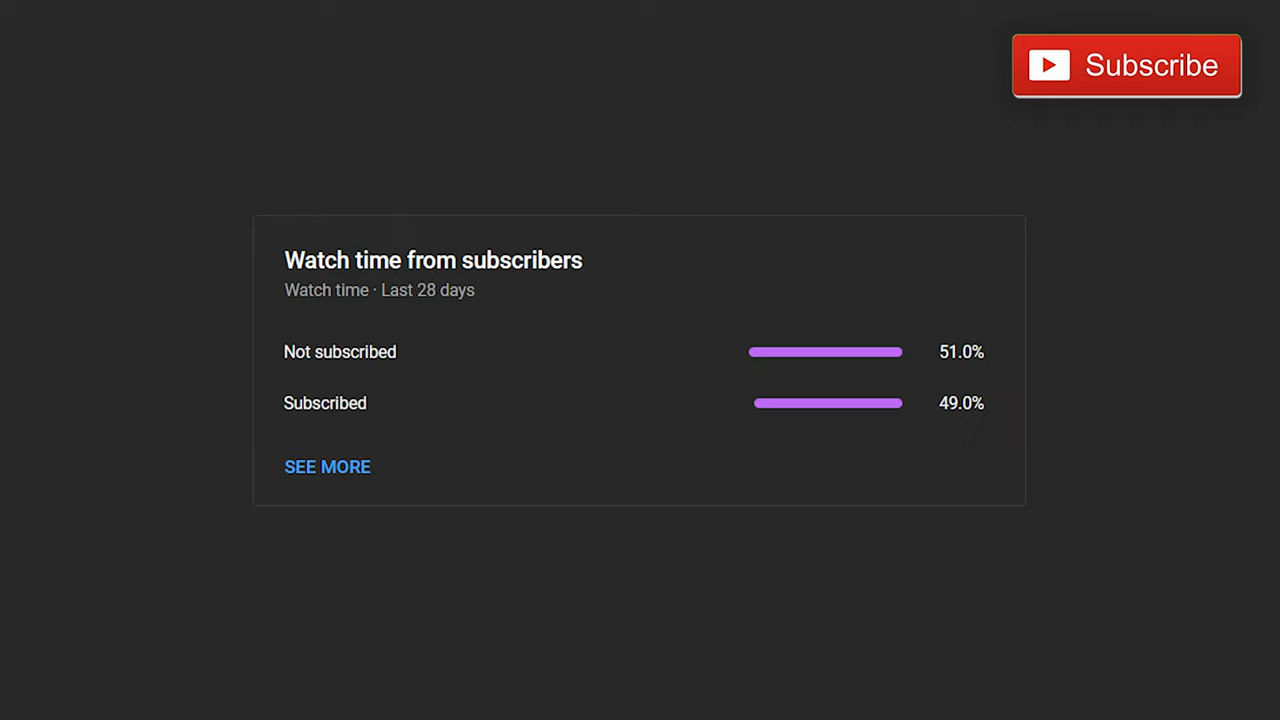 Subscribe
Watch time from subscribers
Watch time · Last 28 days
Not subscribed 51.0%
Subscribed 49.0%
SEE MORE